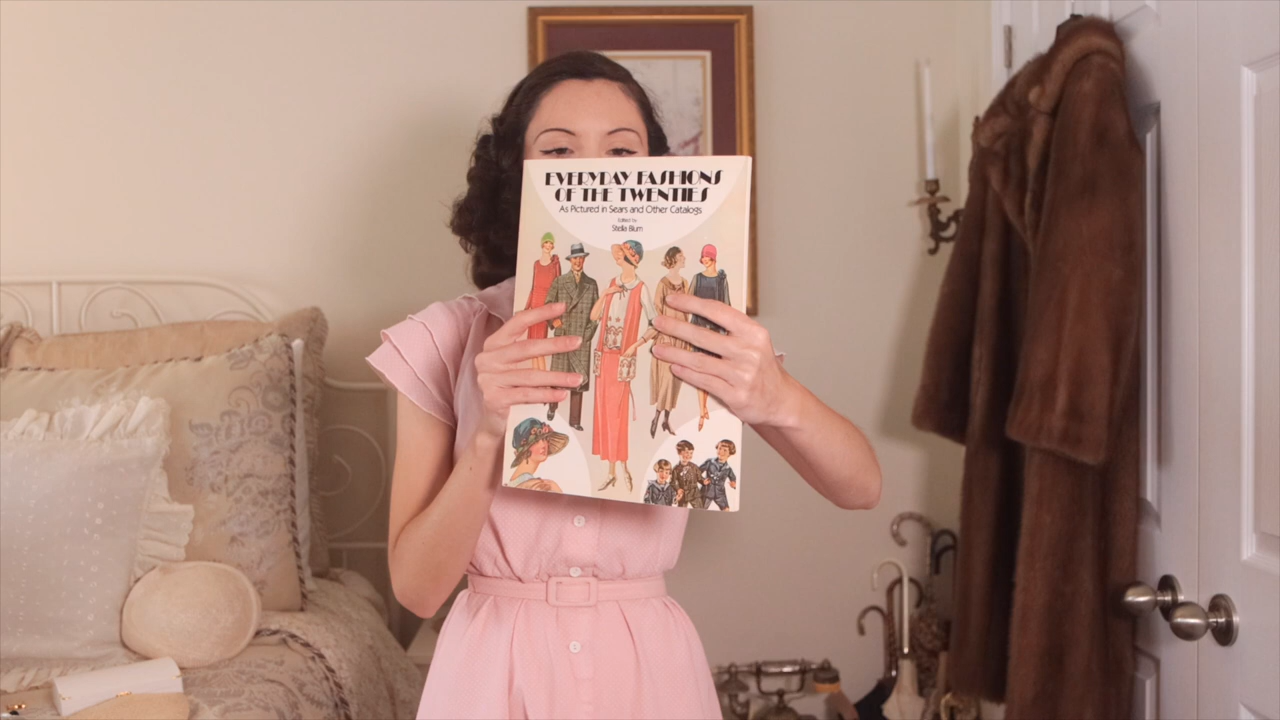 EVERYDAY FASHIONS
OF THE TWENTIES
As Pictured in Sears and Other Catalogs
Edited by
Stella Blum